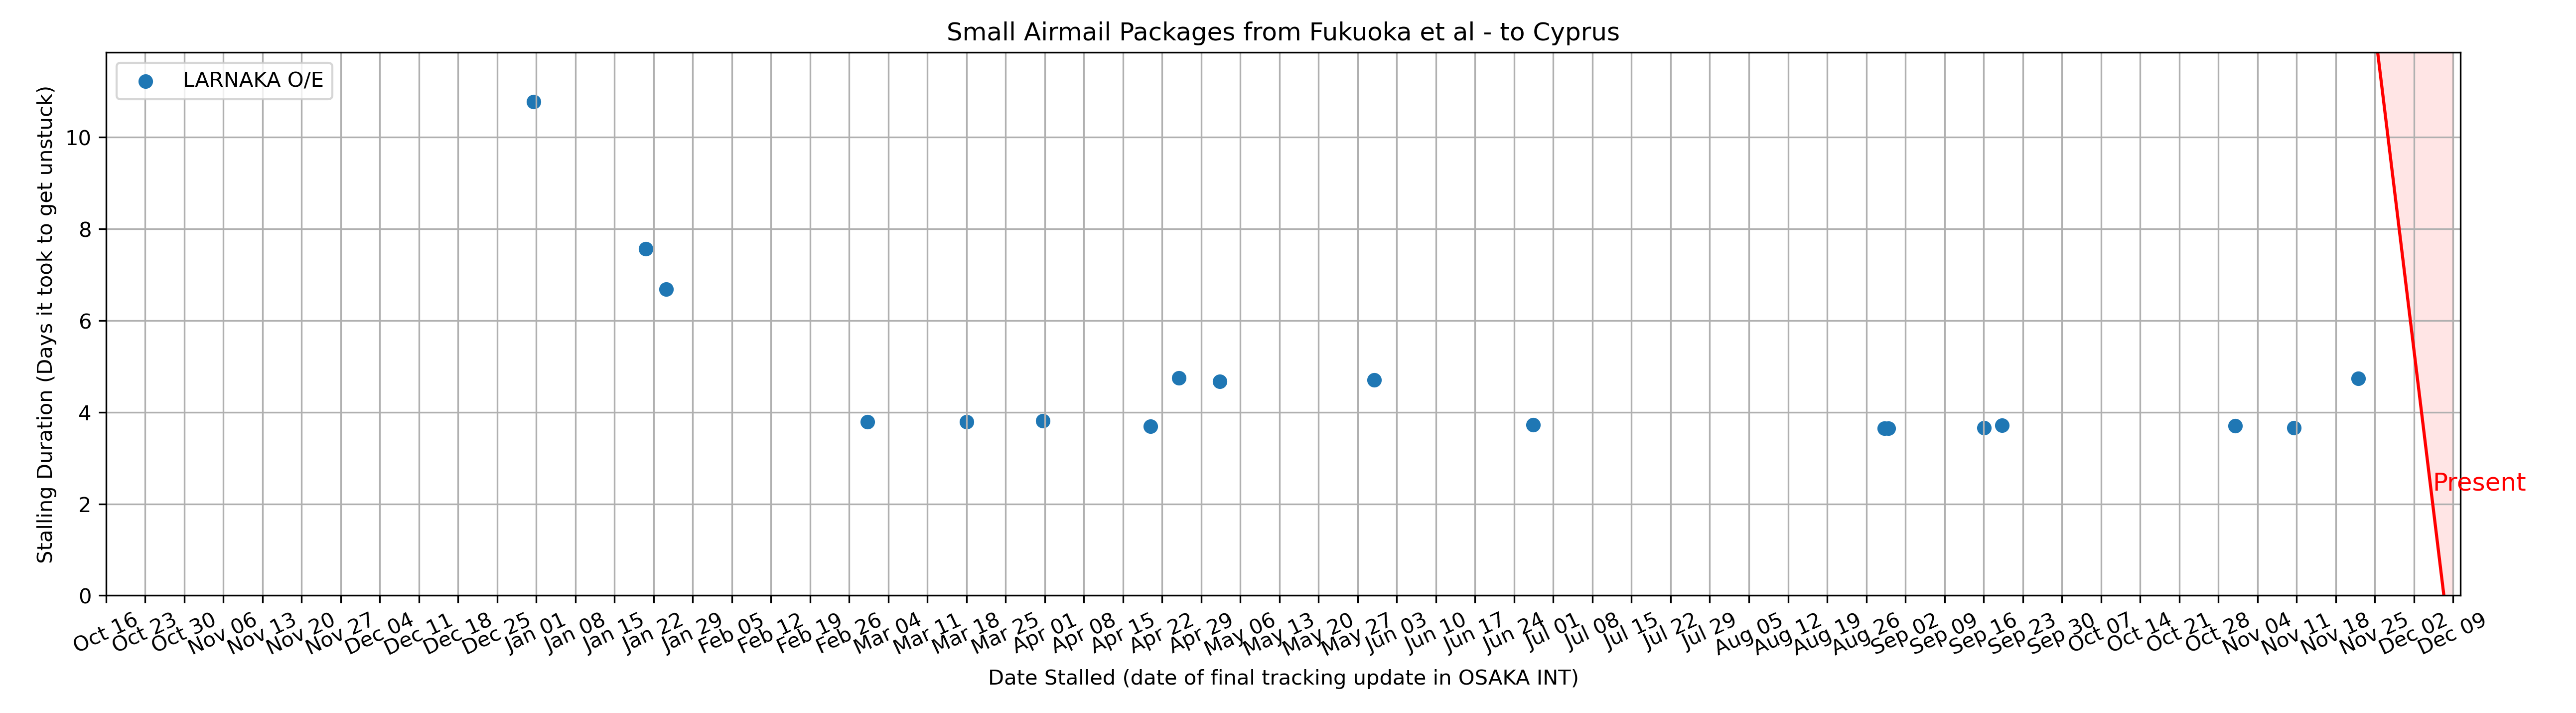 Small Airmail Packages from Fukuoka et al - to Cyprus
LARNAKA O/E
Stalling Duration (Days it took to get unstuck)
10
8
6
4
2
0
Present
Oct 16
Oct 23
Oct 30
Nov 06
Nov 13
Nov 20
Nov 27
Dec 04
Dec 11
Dec 18
Dec 25
Jan 01
Jan 08
Jan 15
Jan 22
Jan 29
Feb 05
Feb 12
Feb 19
Feb 26
Mar 04
Mar 11
Mar 18
Mar 25
Apr 01
Apr 08
Apr 15
Apr 22
Apr 29
May 06
May 13
May 20
May 27
Jun 03
Jun 10
Jun 17
Jun 24
Jul 01
Jul 08
Jul 15
Jul 22
Jul 29
Aug 05
Aug 12
Aug 19
Aug 26
Sep 02
Sep 09
Sep 16
Sep 23
Sep 30
Oct 07
Oct 14
Oct 21
Oct 28
Nov 04
Nov 11
Nov 18
Nov 25
Dec 02
Dec 09
Date Stalled (date of final tracking update in OSAKA INT)